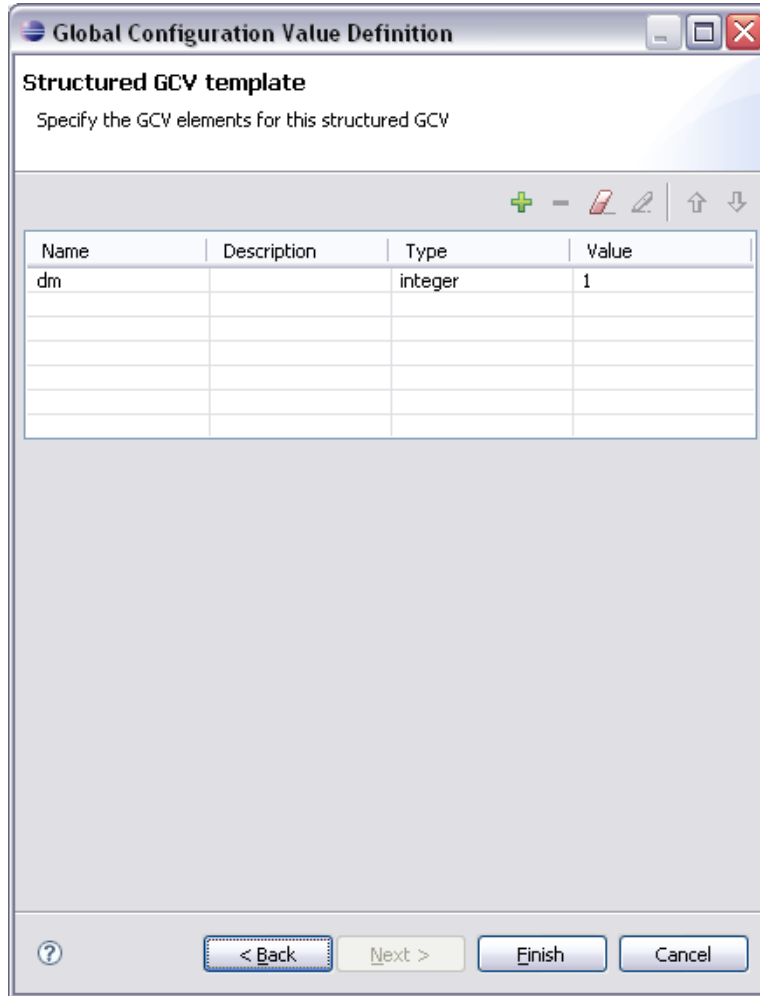 Global Configuration Value Definition
Structured GCV template
Specify the GCV elements for this structured GCV
Name Description Type Value
dm integer 1
? < Back Next > Finish Cancel